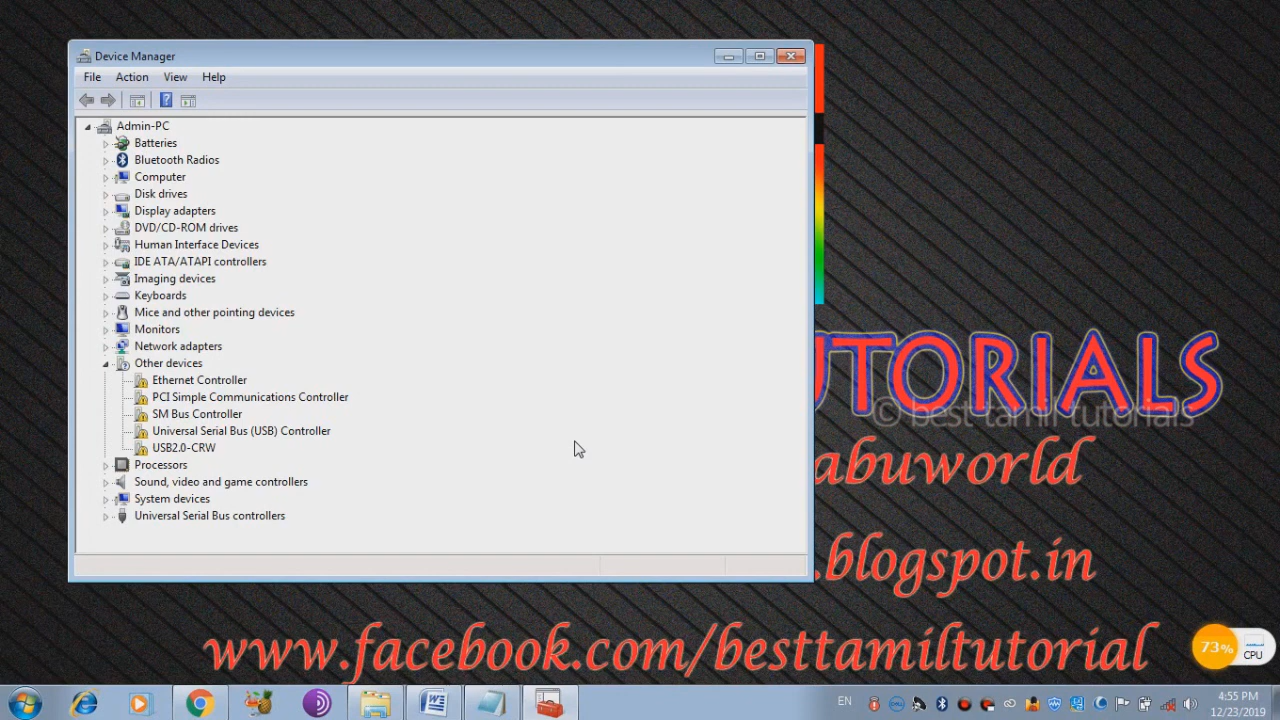 Device Manager
File Action View Help
Admin-PC
Batteries
Bluetooth Radios
Computer
Disk drives
Display adapters
DVD/CD-ROM drives
Human Interface Devices
IDE ATA/ATAPI controllers
Imaging devices
Keyboards
Mice and other pointing devices
Monitors
Network adapters
Other devices
Ethernet Controller
PCI Simple Communications Controller
SM Bus Controller
Universal Serial Bus (USB) Controller
USB2.0-CRW
Processors
Sound, video and game controllers
System devices
Universal Serial Bus controllers
UTORIALS
© best tamil tutorials
abuworld
.blogspot.in
www.facebook.com/besttamiltutorial
73% CPU
EN
4:55 PM
12/23/2019